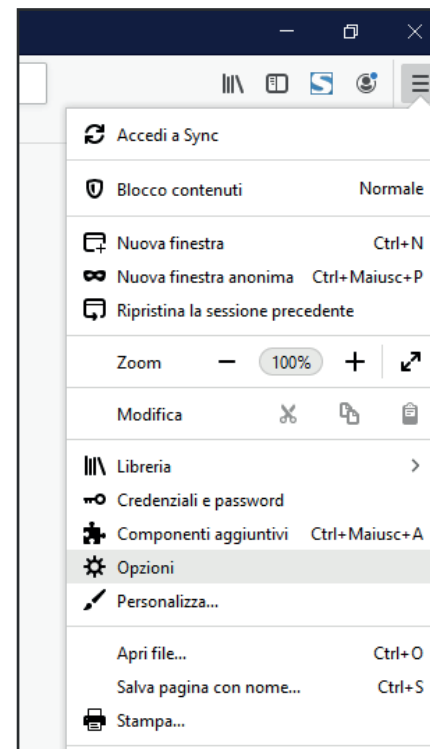 Accedi a Sync
Blocco contenuti Normale
Nuova finestra Ctrl+N
Nuova finestra anonima Ctrl+Maiusc+P
Ripristina la sessione precedente
Zoom 100%
Modifica
Libreria
Credenziali e password
Componenti aggiuntivi Ctrl+Maiusc+A
Opzioni
Personalizza...
Apri file... Ctrl+O
Salva pagina con nome... Ctrl+S
Stampa...